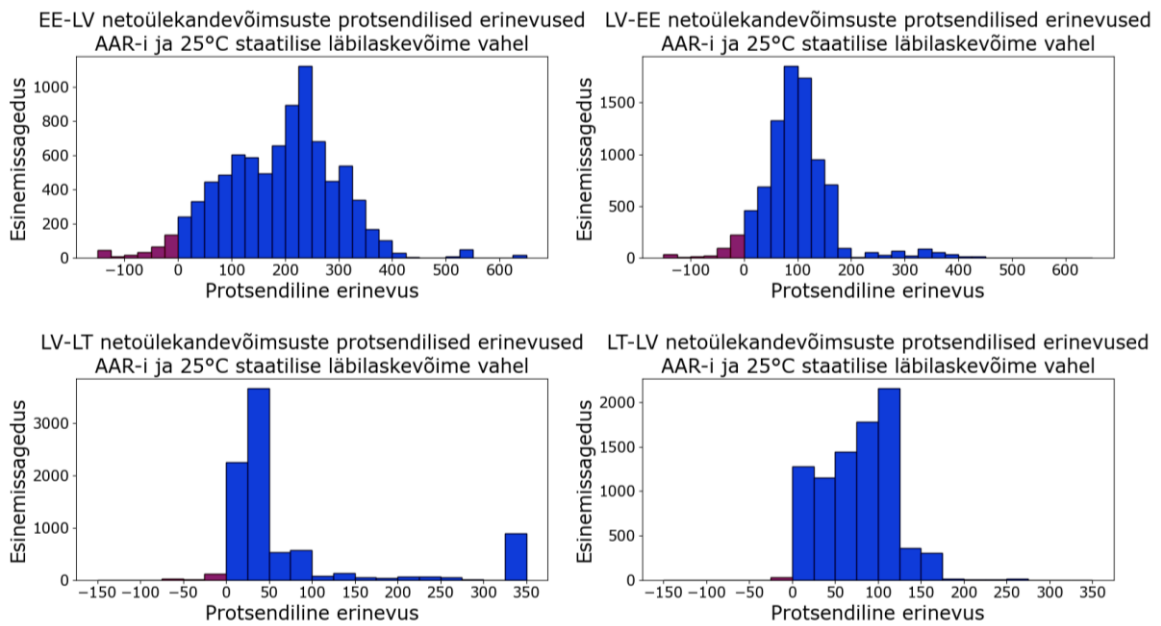 EE-LV netoülekandevõimsuste protsendilised erinevused
AAR-i ja 25°C staatilise läbilaskevõime vahel
Esinemissagedus
1000
800
600
400
200
0
−100 0 100 200 300 400 500 600
Protsendiline erinevus
LV-EE netoülekandevõimsuste protsendilised erinevused
AAR-i ja 25°C staatilise läbilaskevõime vahel
Esinemissagedus
1500
1000
500
0
−100 0 100 200 300 400 500 600
Protsendiline erinevus
LV-LT netoülekandevõimsuste protsendilised erinevused
AAR-i ja 25°C staatilise läbilaskevõime vahel
Esinemissagedus
3000
2000
1000
0
−150 −100 −50 0 50 100 150 200 250 300 350
Protsendiline erinevus
LT-LV netoülekandevõimsuste protsendilised erinevused
AAR-i ja 25°C staatilise läbilaskevõime vahel
Esinemissagedus
2000
1500
1000
500
0
−150 −100 −50 0 50 100 150 200 250 300 350
Protsendiline erinevus